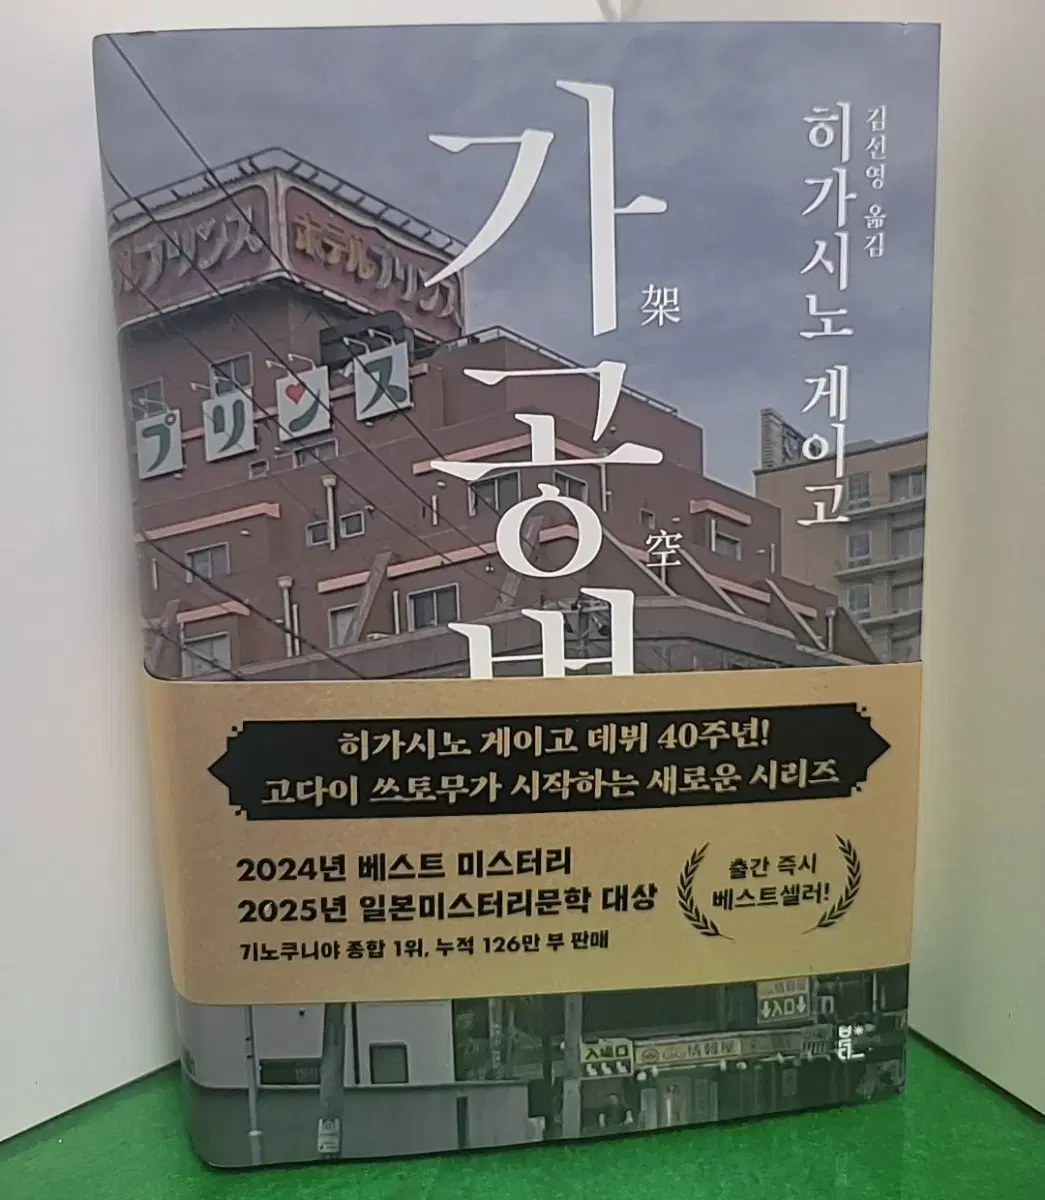 가공범
架
空
히가시노 게이고
김선영 옮김
ホテルプリンス
プリンス
히가시노 게이고 데뷔 40주년!
고다이 쓰토무가 시작하는 새로운 시리즈
2024년 베스트 미스터리
2025년 일본미스터리문학 대상
기노쿠니야 종합 1위, 누적 126만 부 판매
출간 즉시
베스트셀러!
入場口
북다